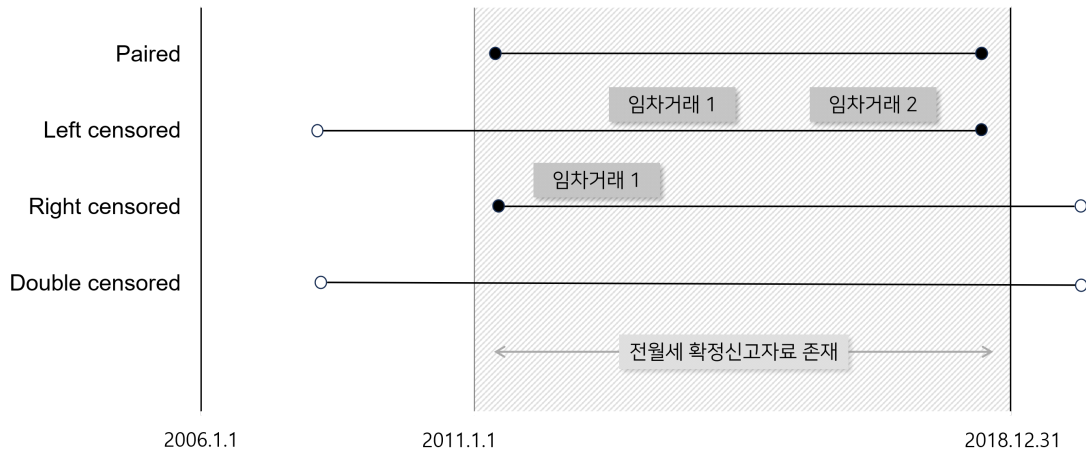 Paired
임차거래 1
임차거래 2
Left censored
임차거래 1
Right censored
Double censored
전월세 확정신고자료 존재
2006.1.1
2011.1.1
2018.12.31